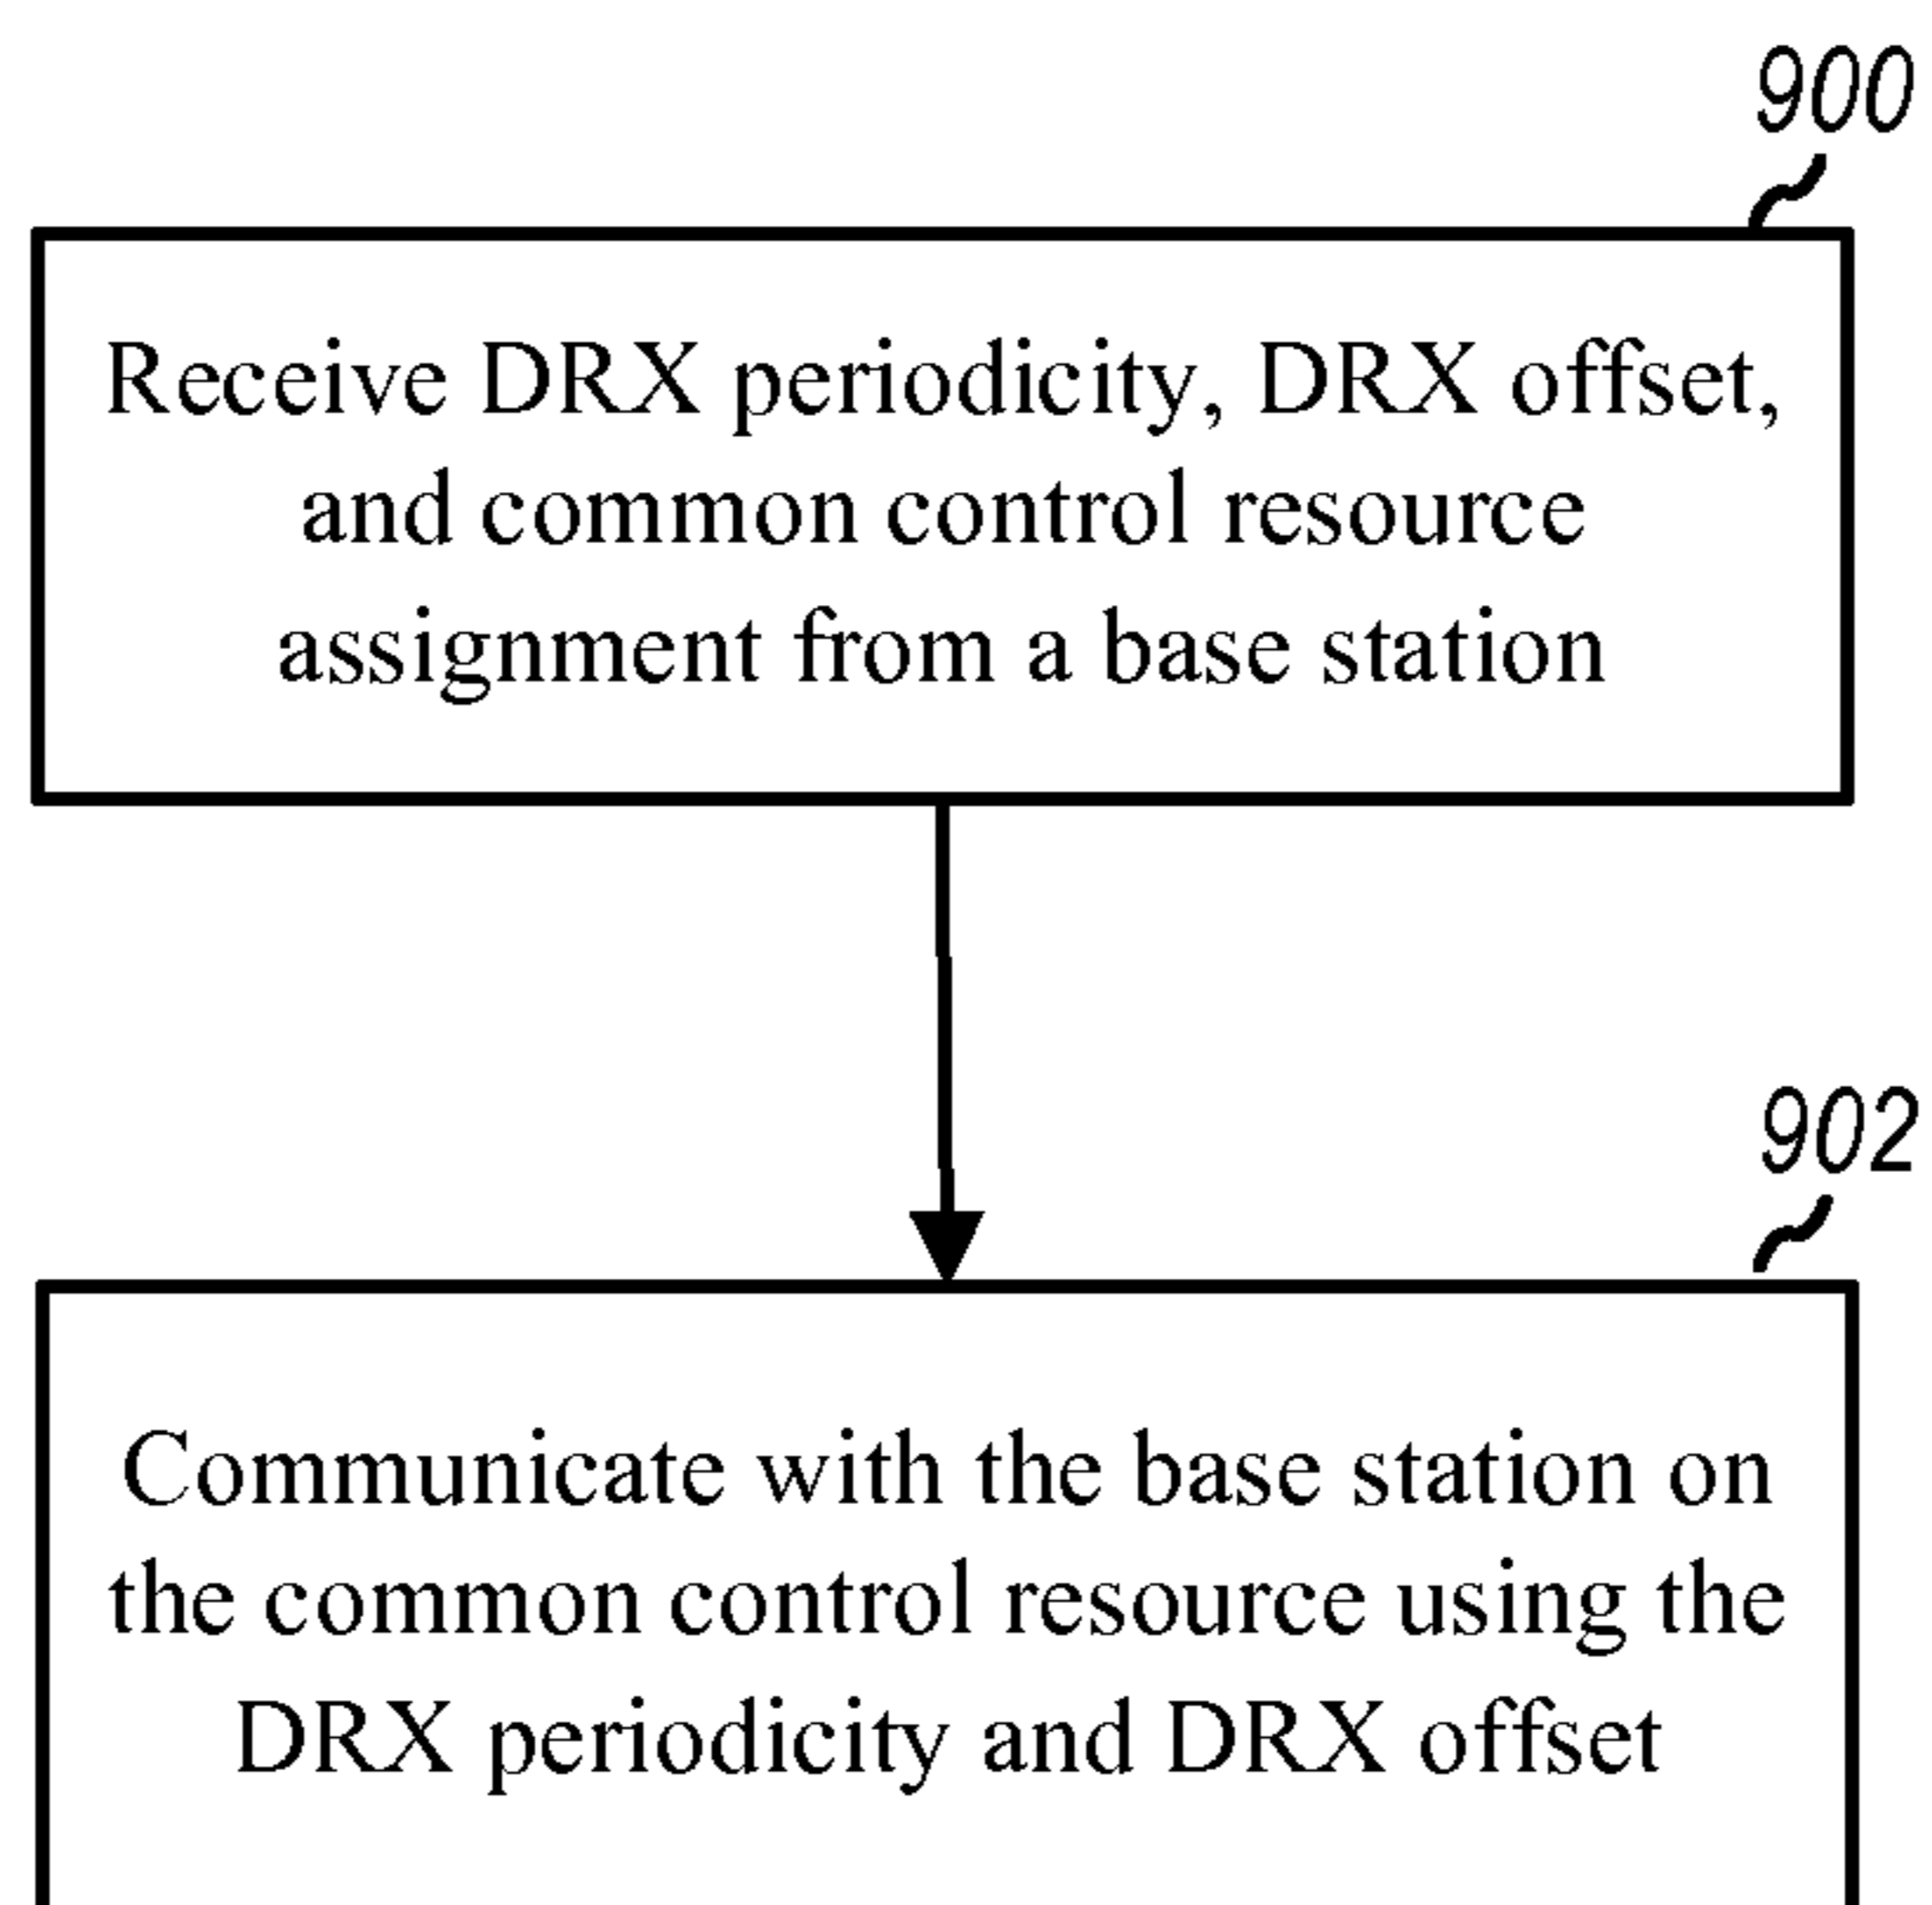 900
Receive DRX periodicity, DRX offset,
and common control resource
assignment from a base station
902
Communicate with the base station on
the common control resource using the
DRX periodicity and DRX offset